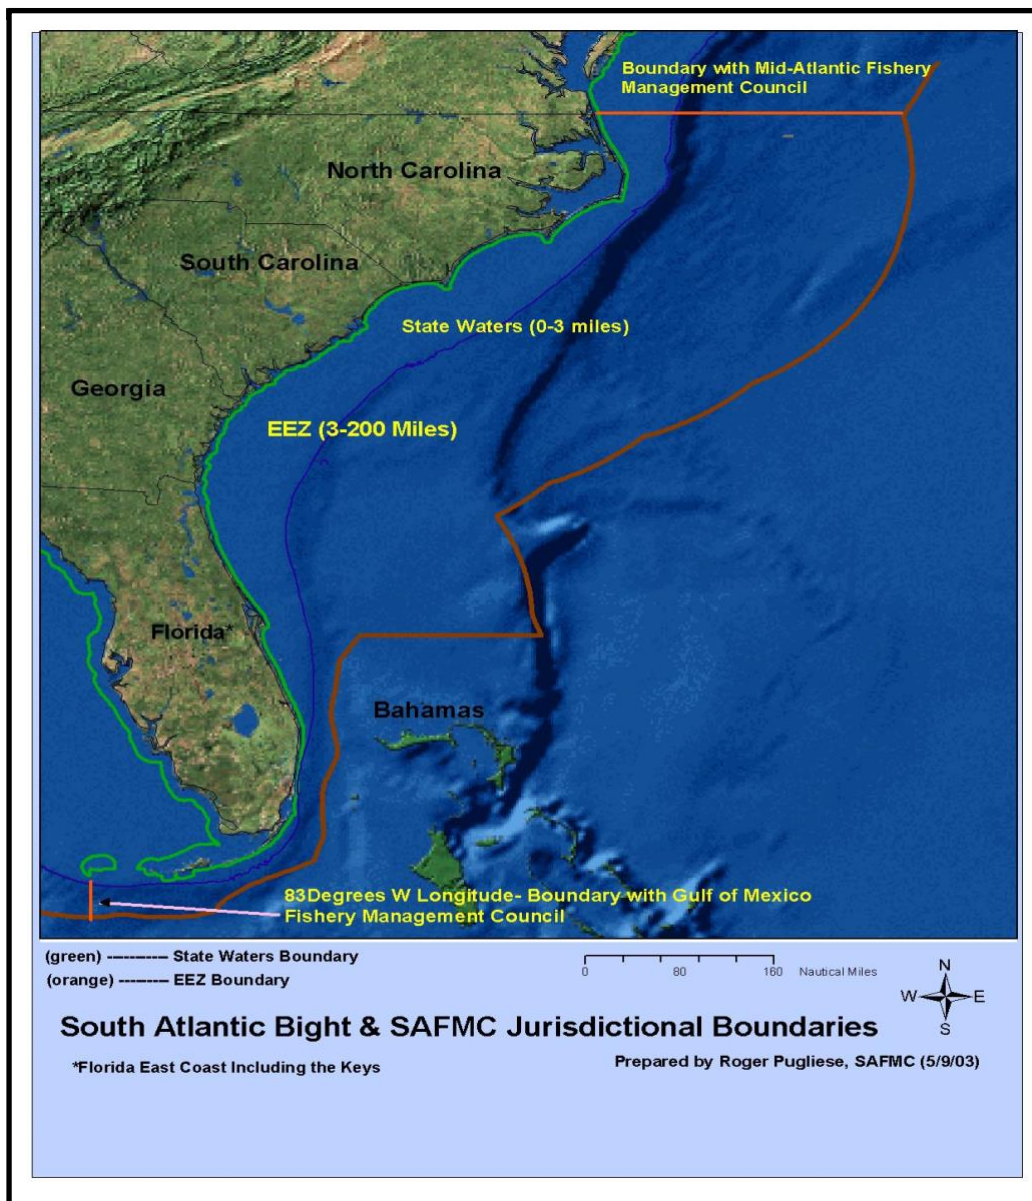 Boundary with Mid-Atlantic Fishery
Management Council
North Carolina
South Carolina
State Waters (0-3 miles)
Georgia
EEZ (3-200 Miles)
Florida*
Bahamas
83Degrees W Longitude- Boundary with Gulf of Mexico
Fishery Management Council
(green) ---------- State Waters Boundary
(orange) -------- EEZ Boundary
0 80 160 Nautical Miles
N
W E
S
South Atlantic Bight & SAFMC Jurisdictional Boundaries
*Florida East Coast Including the Keys
Prepared by Roger Pugliese, SAFMC (5/9/03)